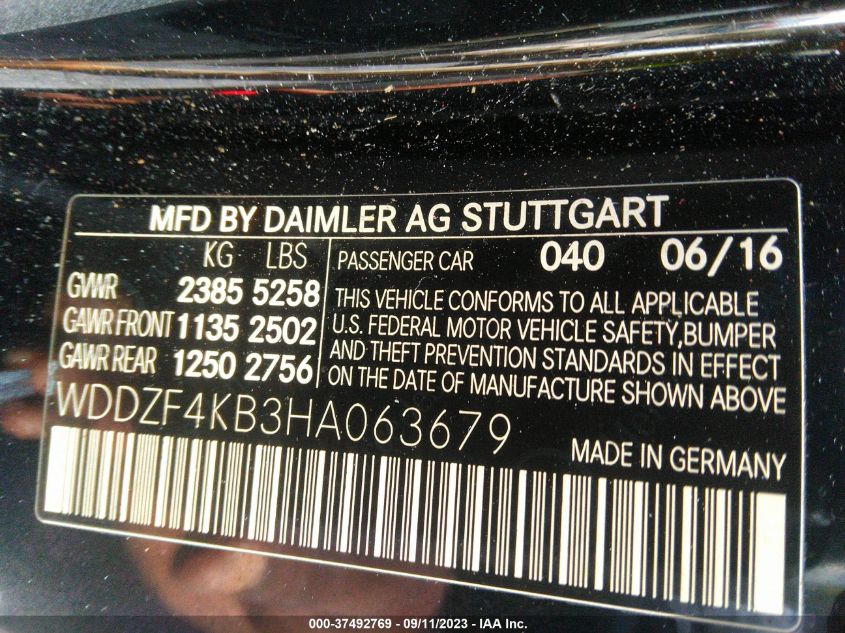 MFD BY DAIMLER AG STUTTGART
KG LBS
GVWR 2385 5258
GAWR FRONT 1135 2502
GAWR REAR 1250 2756
PASSENGER CAR 040 06/16
THIS VEHICLE CONFORMS TO ALL APPLICABLE
U.S. FEDERAL MOTOR VEHICLE SAFETY,BUMPER
AND THEFT PREVENTION STANDARDS IN EFFECT
ON THE DATE OF MANUFACTURE SHOWN ABOVE
WDDZF4KB3HA063679
MADE IN GERMANY
000-37492769 - 09/11/2023 - IAA Inc.